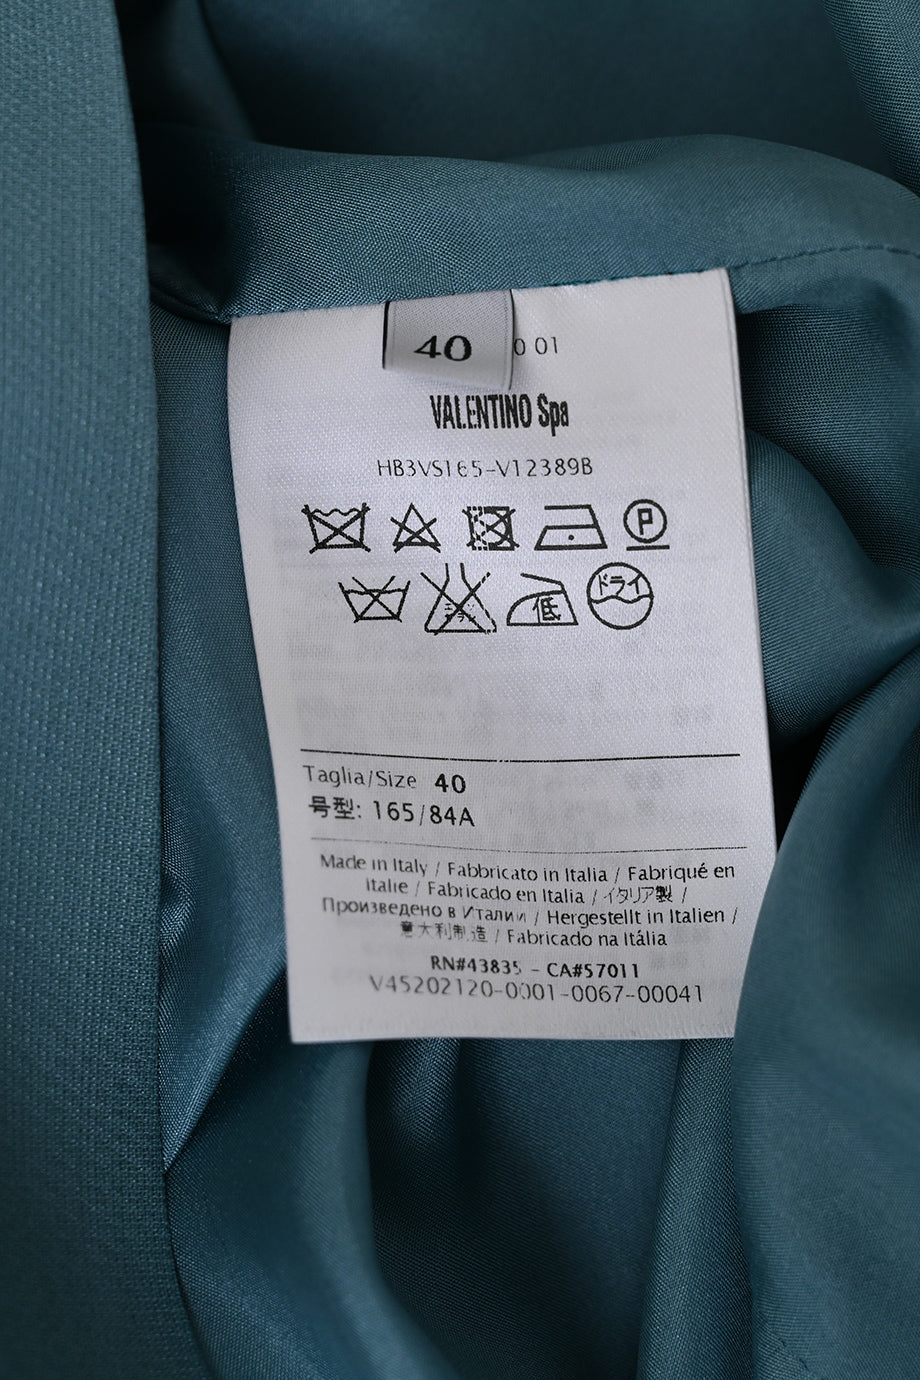 40
0 01
VALENTINO Spa
HB3VS165-V12389B
P
低 ドライ
Taglia/Size 40
号型: 165/84A
Made in Italy / Fabbricato in Italia / Fabriqué en
Italie / Fabricado en Italia / イタリア製 /
Произведено в Италии / Hergestellt in Italien /
意大利制造 / Fabricado na Itália
RN#43835 - CA#57011
V45202120-0001-0067-00041